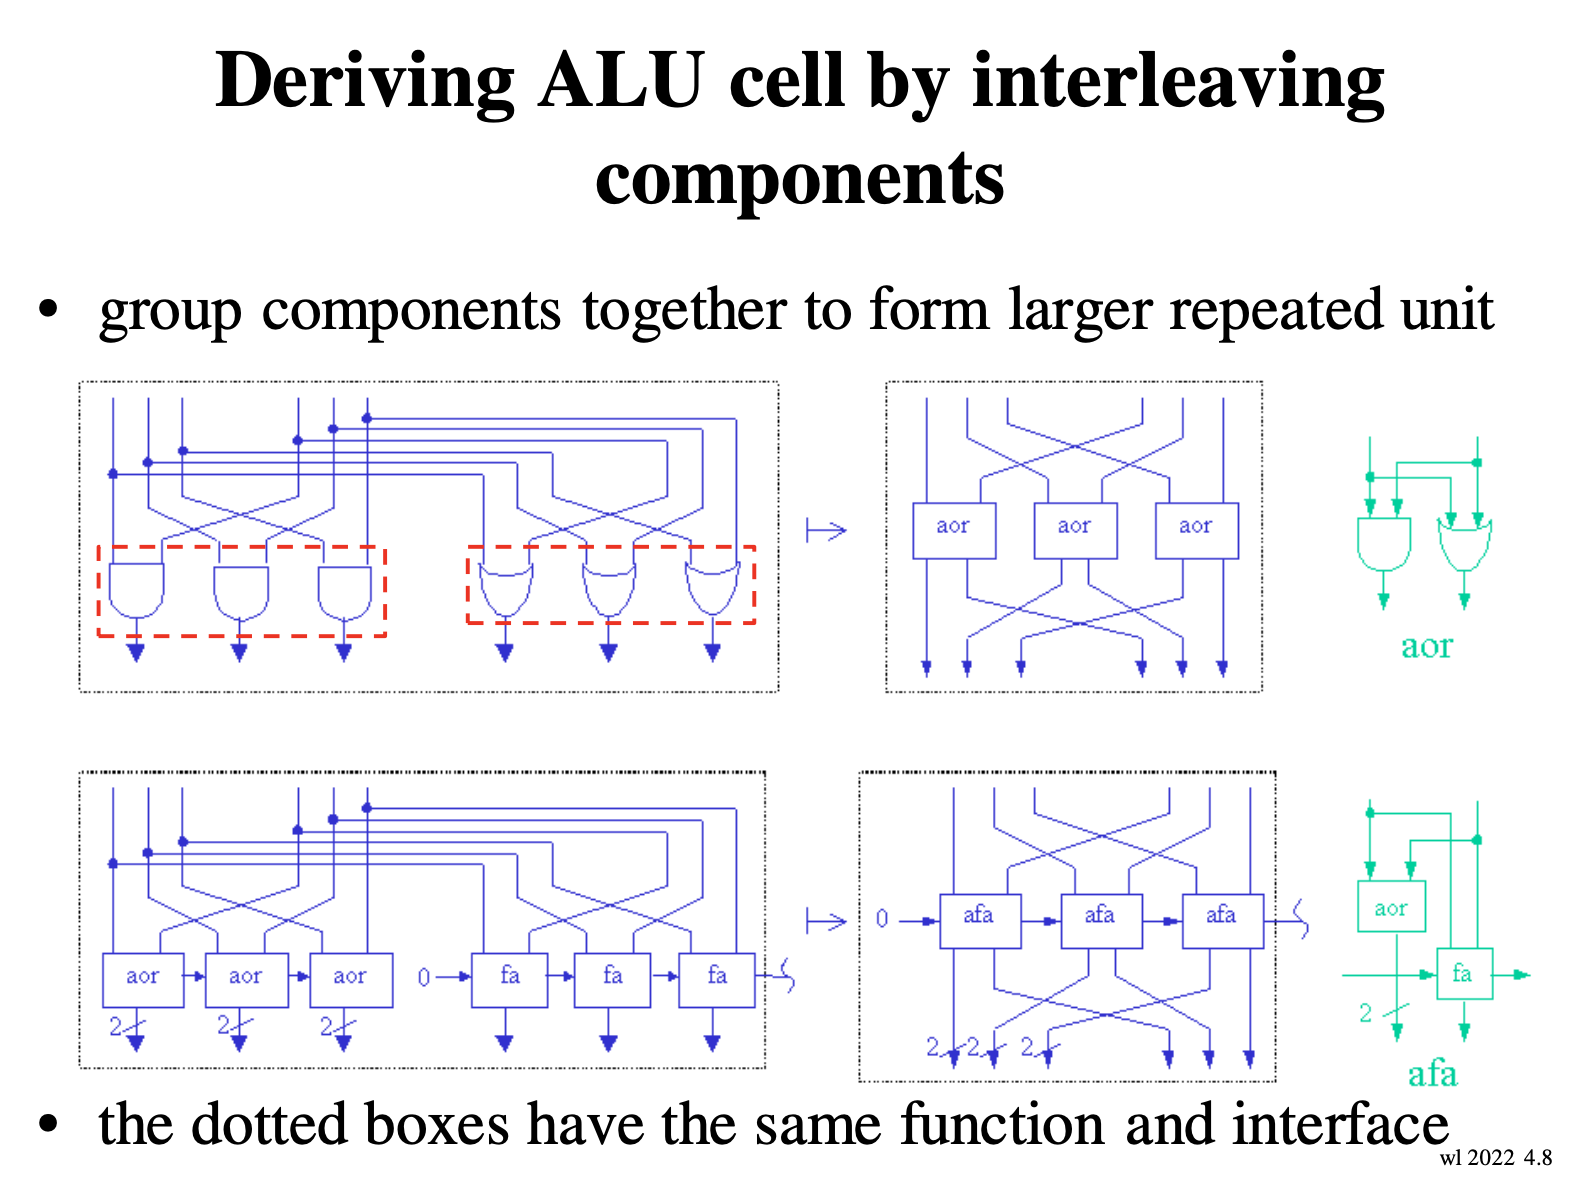 Deriving ALU cell by interleaving
components
• group components together to form larger repeated unit
aor aor aor
aor
aor aor aor
0
fa fa fa
2 2 2
0
afa afa afa
2 2 2
aor
fa
2
afa
• the dotted boxes have the same function and interface
wl 2022 4.8